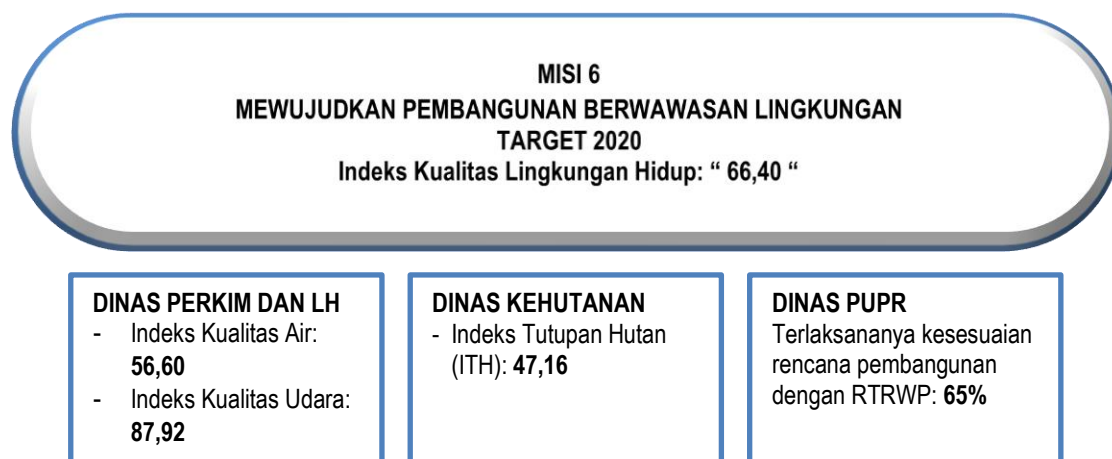 MISI 6
MEWUJUDKAN PEMBANGUNAN BERWAWASAN LINGKUNGAN
TARGET 2020
Indeks Kualitas Lingkungan Hidup: “ 66,40 “
DINAS PERKIM DAN LH
- Indeks Kualitas Air:
56,60
- Indeks Kualitas Udara:
87,92
DINAS KEHUTANAN
- Indeks Tutupan Hutan
(ITH): 47,16
DINAS PUPR
Terlaksananya kesesuaian
rencana pembangunan
dengan RTRWP: 65%